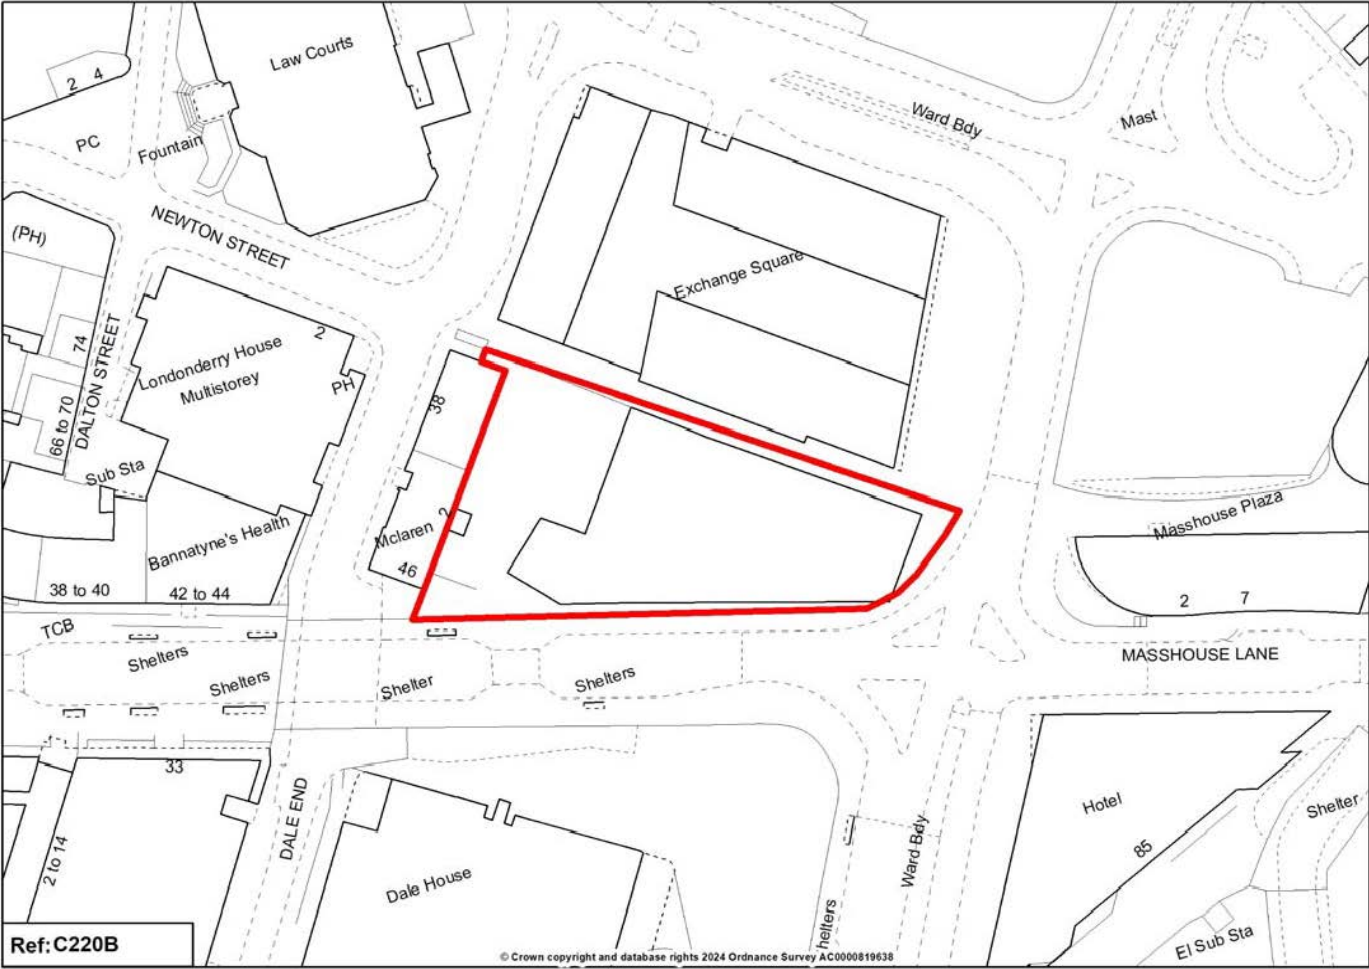 Law Courts
2 4
PC
Fountain
Ward Bdy
Mast
NEWTON STREET
(PH)
Exchange Square
74
DALTON STREET
Londonderry House
Multistorey
2
PH
66 to 70
38
Sub Sta
Bannatyne's Health
Mclaren
2
46
38 to 40
42 to 44
Masshouse Plaza
2
7
TCB
Shelters
Shelters
Shelter
Shelters
MASSHOUSE LANE
33
DALE END
2 to 14
Dale House
Ward Bdy
Hotel
85
Shelter
El Sub Sta
helters
Ref:C220B
© Crown copyright and database rights 2024 Ordnance Survey AC0000819638